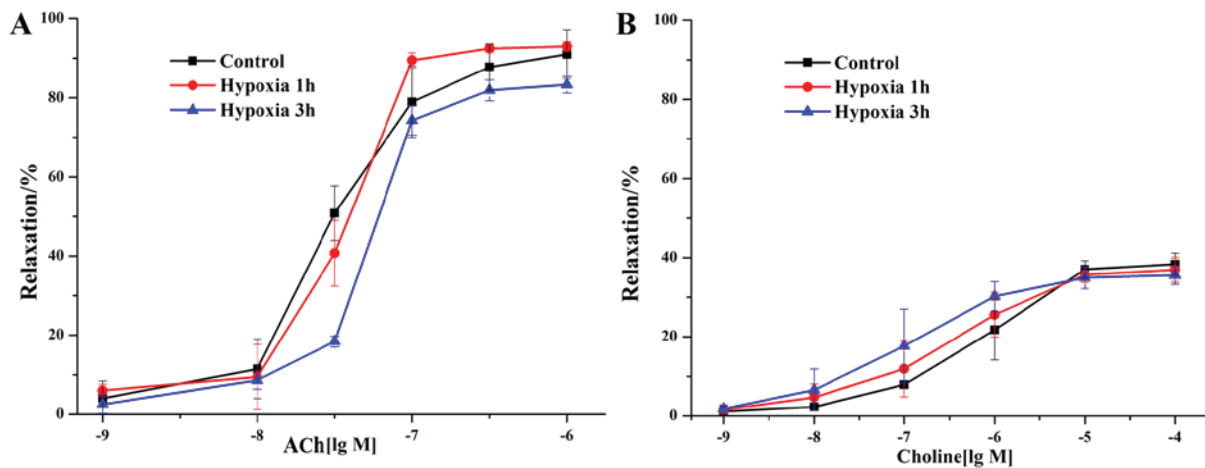 A
Control
Hypoxia 1h
Hypoxia 3h
Relaxation/%
100
80
60
40
20
0
-9
-8
-7
-6
ACh[lg M]
B
Control
Hypoxia 1h
Hypoxia 3h
Relaxation/%
100
80
60
40
20
0
-9
-8
-7
-6
-5
-4
Choline[lg M]